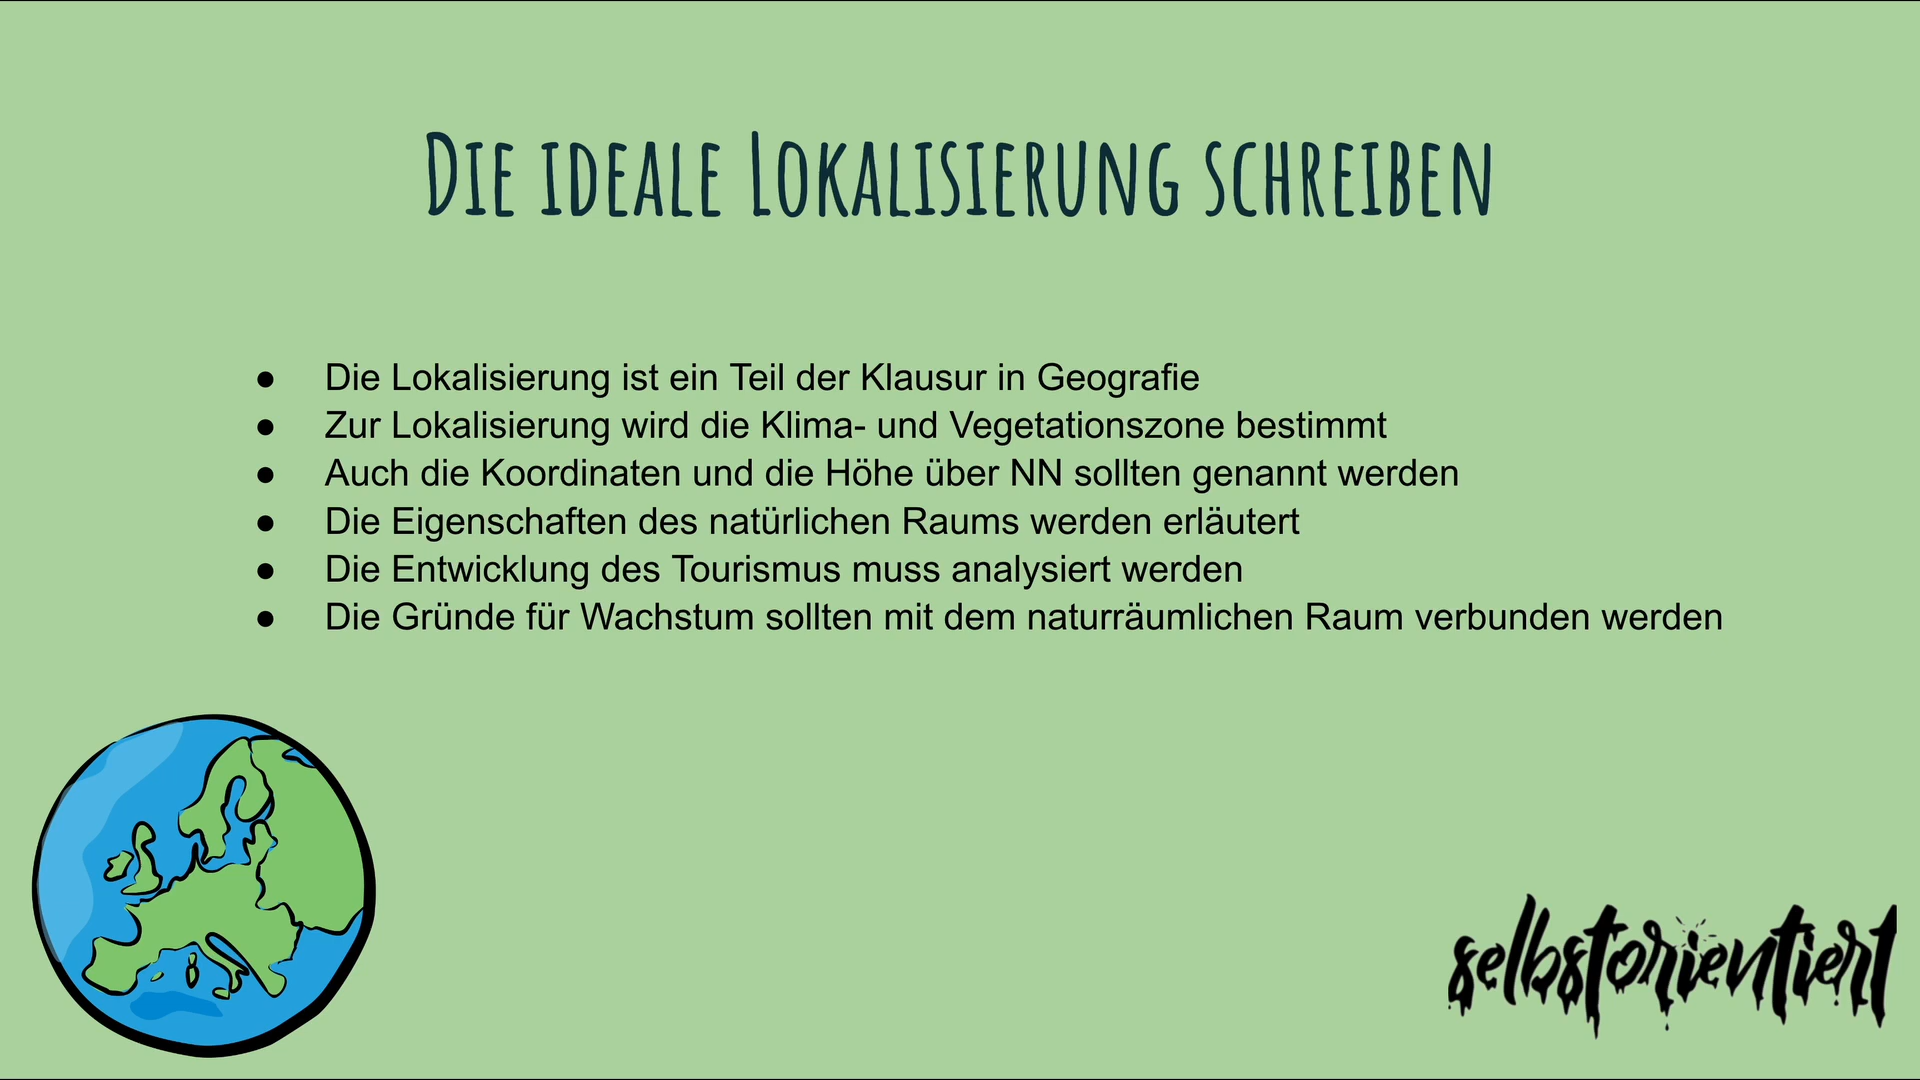 Die ideale Lokalisierung schreiben
● Die Lokalisierung ist ein Teil der Klausur in Geografie
● Zur Lokalisierung wird die Klima- und Vegetationszone bestimmt
● Auch die Koordinaten und die Höhe über NN sollten genannt werden
● Die Eigenschaften des natürlichen Raums werden erläutert
● Die Entwicklung des Tourismus muss analysiert werden
● Die Gründe für Wachstum sollten mit dem naturräumlichen Raum verbunden werden
selbstorientiert